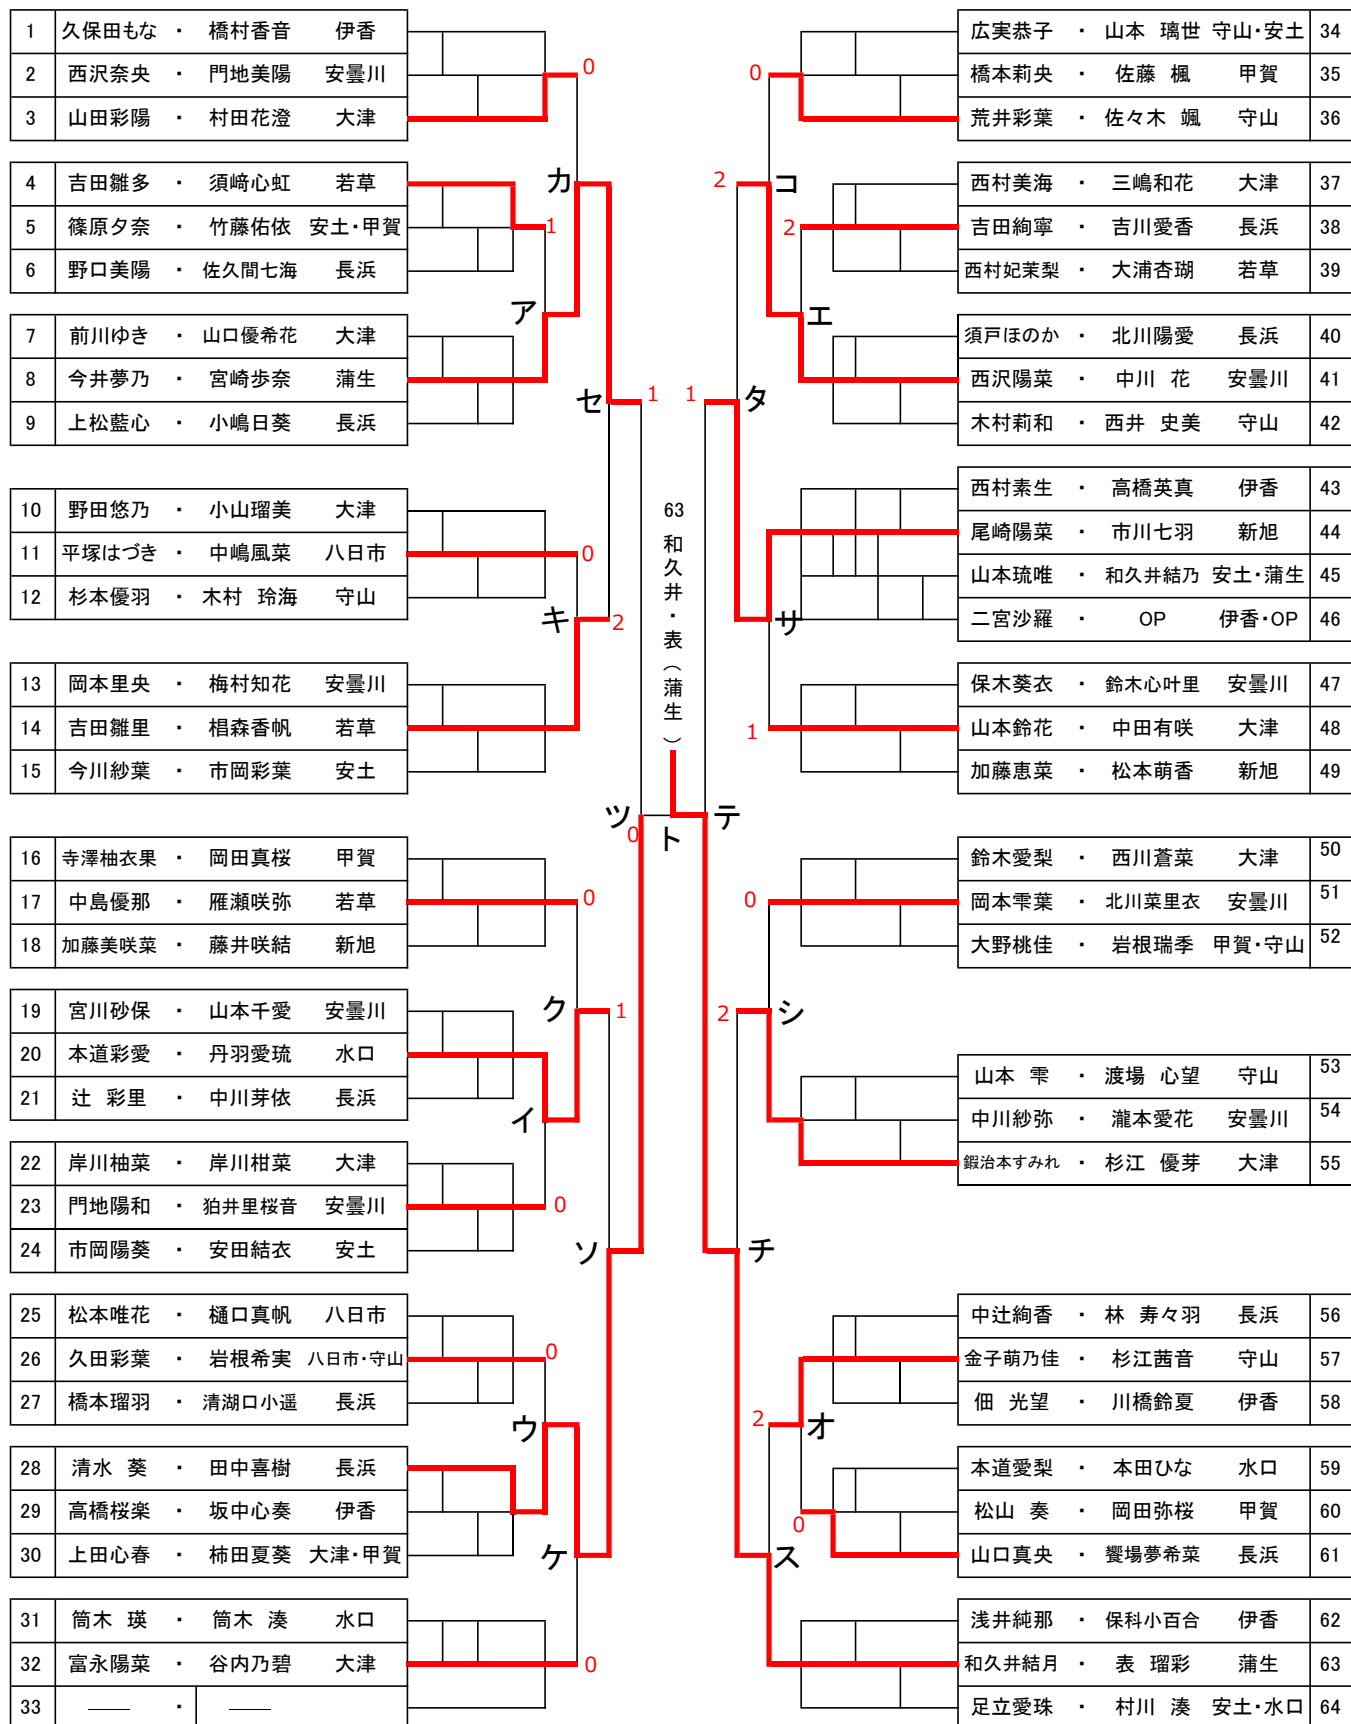 1 久保田もな ・ 橋村香音 伊香
2 西沢奈央 ・ 門地美陽 安曇川
3 山田彩陽 ・ 村田花澄 大津
0
4 吉田雛多 ・ 須﨑心虹 若草
5 篠原夕奈 ・ 竹藤佑依 安土・甲賀
6 野口美陽 ・ 佐久間七海 長浜
カ
1
ア
7 前川ゆき ・ 山口優希花 大津
8 今井夢乃 ・ 宮崎歩奈 蒲生
9 上松藍心 ・ 小嶋日葵 長浜
セ
1
10 野田悠乃 ・ 小山瑠美 大津
11 平塚はづき ・ 中嶋風菜 八日市
12 杉本優羽 ・ 木村 玲海 守山
0
キ
2
13 岡本里央 ・ 梅村知花 安曇川
14 吉田雛里 ・ 椙森香帆 若草
15 今川紗葉 ・ 市岡彩葉 安土
ツ
0
16 寺澤柚衣果 ・ 岡田真桜 甲賀
17 中島優那 ・ 雁瀬咲弥 若草
18 加藤美咲菜 ・ 藤井咲結 新旭
0
19 宮川砂保 ・ 山本千愛 安曇川
20 本道彩愛 ・ 丹羽愛琉 水口
21 辻 彩里 ・ 中川芽依 長浜
ク
1
イ
22 岸川柚菜 ・ 岸川柑菜 大津
23 門地陽和 ・ 狛井里桜音 安曇川
24 市岡陽葵 ・ 安田結衣 安土
0
ソ
25 松本唯花 ・ 樋口真帆 八日市
26 久田彩葉 ・ 岩根希実 八日市・守山
27 橋本瑠羽 ・ 清湖口小遥 長浜
0
ウ
28 清水 葵 ・ 田中喜樹 長浜
29 高橋桜楽 ・ 坂中心奏 伊香
30 上田心春 ・ 柿田夏葵 大津・甲賀
ケ
31 筒木 瑛 ・ 筒木 湊 水口
32 富永陽菜 ・ 谷内乃碧 大津
33 —— ・ ——
0
63 和久井・表(蒲生)
ト
広実恭子 ・ 山本 璃世 守山・安土 34
橋本莉央 ・ 佐藤 楓 甲賀 35
荒井彩葉 ・ 佐々木 颯 守山 36
0
2
コ
西村美海 ・ 三嶋和花 大津 37
吉田絢寧 ・ 吉川愛香 長浜 38
西村妃茉梨 ・ 大浦杏瑚 若草 39
2
エ
須戸ほのか ・ 北川陽愛 長浜 40
西沢陽菜 ・ 中川 花 安曇川 41
木村莉和 ・ 西井 史美 守山 42
1
タ
西村素生 ・ 高橋英真 伊香 43
尾崎陽菜 ・ 市川七羽 新旭 44
山本琉唯 ・ 和久井結乃 安土・蒲生 45
二宮沙羅 ・ OP 伊香・OP 46
サ
保木葵衣 ・ 鈴木心叶里 安曇川 47
山本鈴花 ・ 中田有咲 大津 48
加藤恵菜 ・ 松本萌香 新旭 49
1
テ
鈴木愛梨 ・ 西川蒼菜 大津 50
岡本雫葉 ・ 北川菜里衣 安曇川 51
大野桃佳 ・ 岩根瑞季 甲賀・守山 52
0
2
シ
山本 雫 ・ 渡場 心望 守山 53
中川紗弥 ・ 瀧本愛花 安曇川 54
鍜治本すみれ ・ 杉江 優芽 大津 55
チ
中辻絢香 ・ 林 寿々羽 長浜 56
金子萌乃佳 ・ 杉江茜音 守山 57
佃 光望 ・ 川橋鈴夏 伊香 58
2
オ
本道愛梨 ・ 本田ひな 水口 59
松山 奏 ・ 岡田弥桜 甲賀 60
山口真央 ・ 饗場夢希菜 長浜 61
0
ス
浅井純那 ・ 保科小百合 伊香 62
和久井結月 ・ 表 瑠彩 蒲生 63
足立愛珠 ・ 村川 湊 安土・水口 64